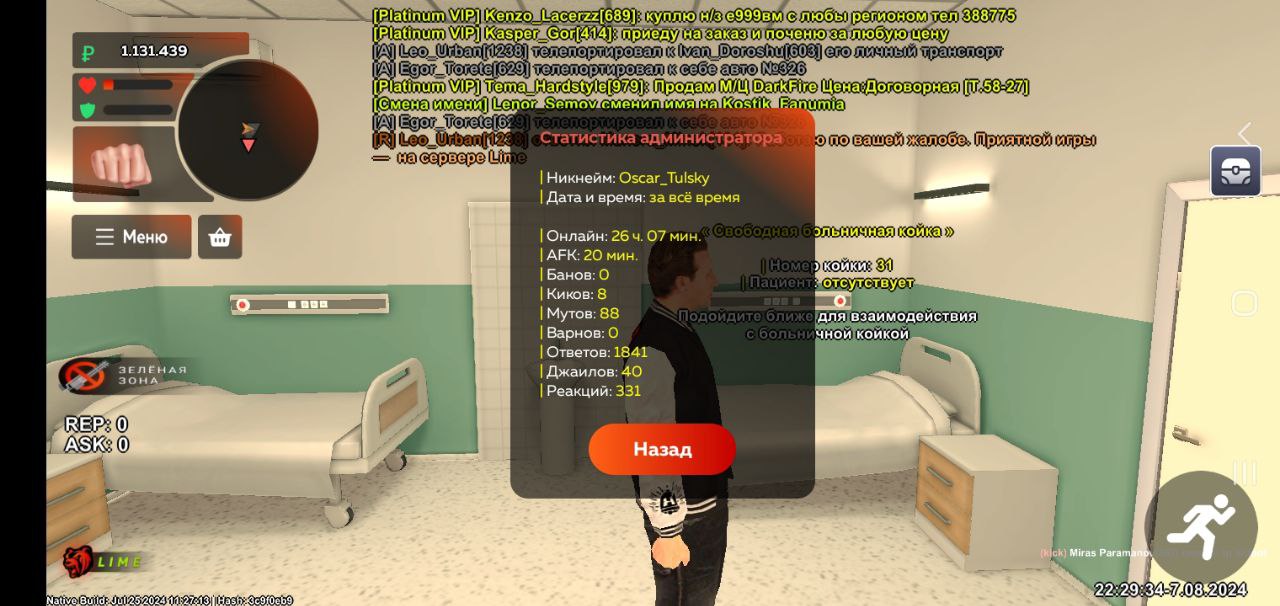 [Platinum VIP] Kenzo_Lacerzz[689]: куплю н/з е999вм с любы регионом тел 388775
[Platinum VIP] Kasper_Gor[414]: приеду на заказ и поченю за любую цену
[A] Leo_Urban[1238] телепортировал к Ivan_Doroshu[603] его личный транспорт
[A] Egor_Torete[629] телепортировал к себе авто №326
[Platinum VIP] Tema_Hardstyle[979]: Продам М/Ц DarkFire Цена:Договорная [Т.58-27]
[Смена имени] Lenor_Semov сменил имя на Kostik_Fanumia
[A] Egor_Torete[629] телепортировал к себе авто
[R] Leo_Urban[1238] по вашей жалобе. Приятной игры
— на сервере Lime
1.131.439
Меню
Статистика администратора
Никнейм: Oscar_Tulsky
Дата и время: за всё время
Онлайн: 26 ч. 07 мин.
AFK: 20 мин.
Банов: 0
Киков: 8
Мутов: 88
Варнов: 0
Ответов: 1841
Джаилов: 40
Реакций: 331
Назад
« Свободная больничная койка »
Номер койки: 31
Пациент: отсутствует
Подойдите ближе для взаимодействия
с больничной койкой
ЗЕЛЁНАЯ
ЗОНА
REP: 0
ASK: 0
LIME
(kick) Miras Paramanov
22:29:34-7.08.2024
Native Build: Jul 25 2024 11:27:13 | Hash: 3c9f0eb9